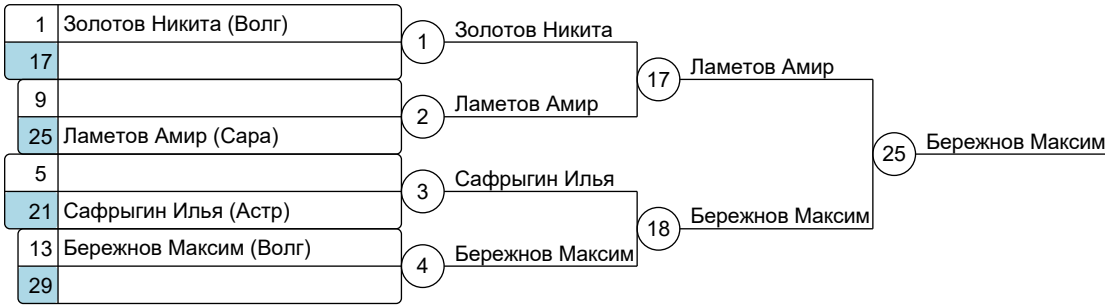 1 Золотов Никита (Волг)
17
9
25 Ламетов Амир (Сара)
5
21 Сафрыгин Илья (Астр)
13 Бережнов Максим (Волг)
29
1 Золотов Никита
2 Ламетов Амир
3 Сафрыгин Илья
4 Бережнов Максим
17 Ламетов Амир
18 Бережнов Максим
25 Бережнов Максим